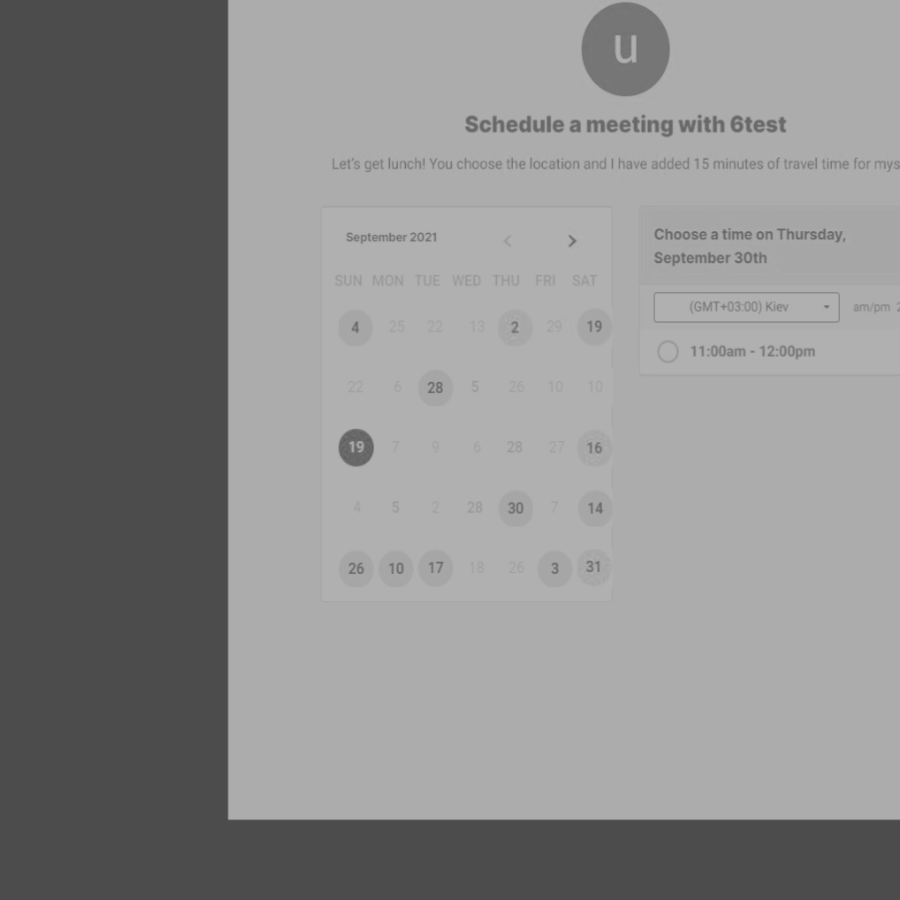 u
Schedule a meeting with 6test
Let's get lunch! You choose the location and I have added 15 minutes of travel time for mys
September 2021
SUN MON TUE WED THU FRI SAT
4 25 22 13 2 29 19
22 6 28 5 26 10 10
19 7 9 6 28 27 16
4 5 2 28 30 7 14
26 10 17 18 26 3 31
Choose a time on Thursday,
September 30th
(GMT+03:00) Kiev am/pm 2
11:00am - 12:00pm